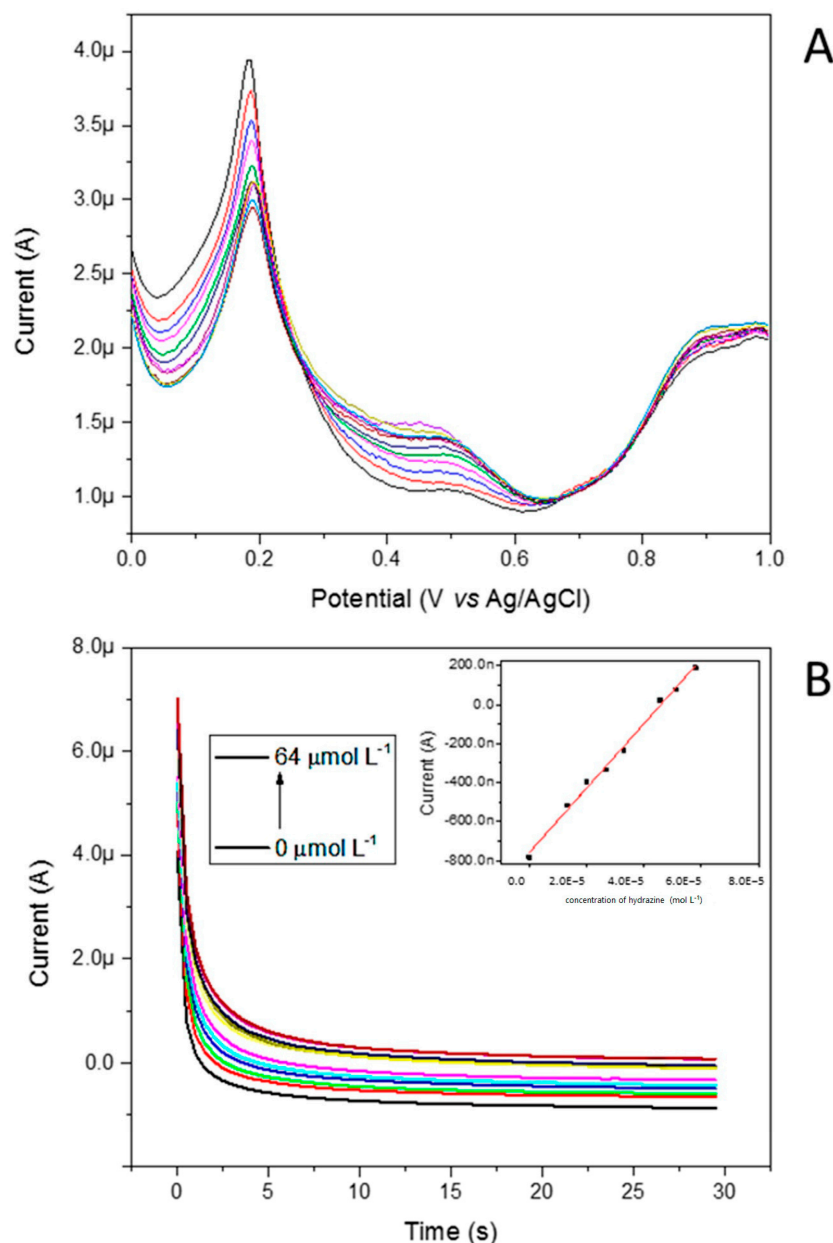 A
4.0µ
3.5µ
3.0µ
2.5µ
2.0µ
1.5µ
1.0µ
Current (A)
0.0 0.2 0.4 0.6 0.8 1.0
Potential (V vs Ag/AgCl)
B
8.0µ
6.0µ
4.0µ
2.0µ
0.0
Current (A)
64 µmol L⁻¹
0 µmol L⁻¹
200.0n
0.0
-200.0n
-400.0n
-600.0n
-800.0n
Current (A)
0.0 2.0E−5 4.0E−5 6.0E−5 8.0E−5
concentration of hydrazine (mol L⁻¹)
0 5 10 15 20 25 30
Time (s)